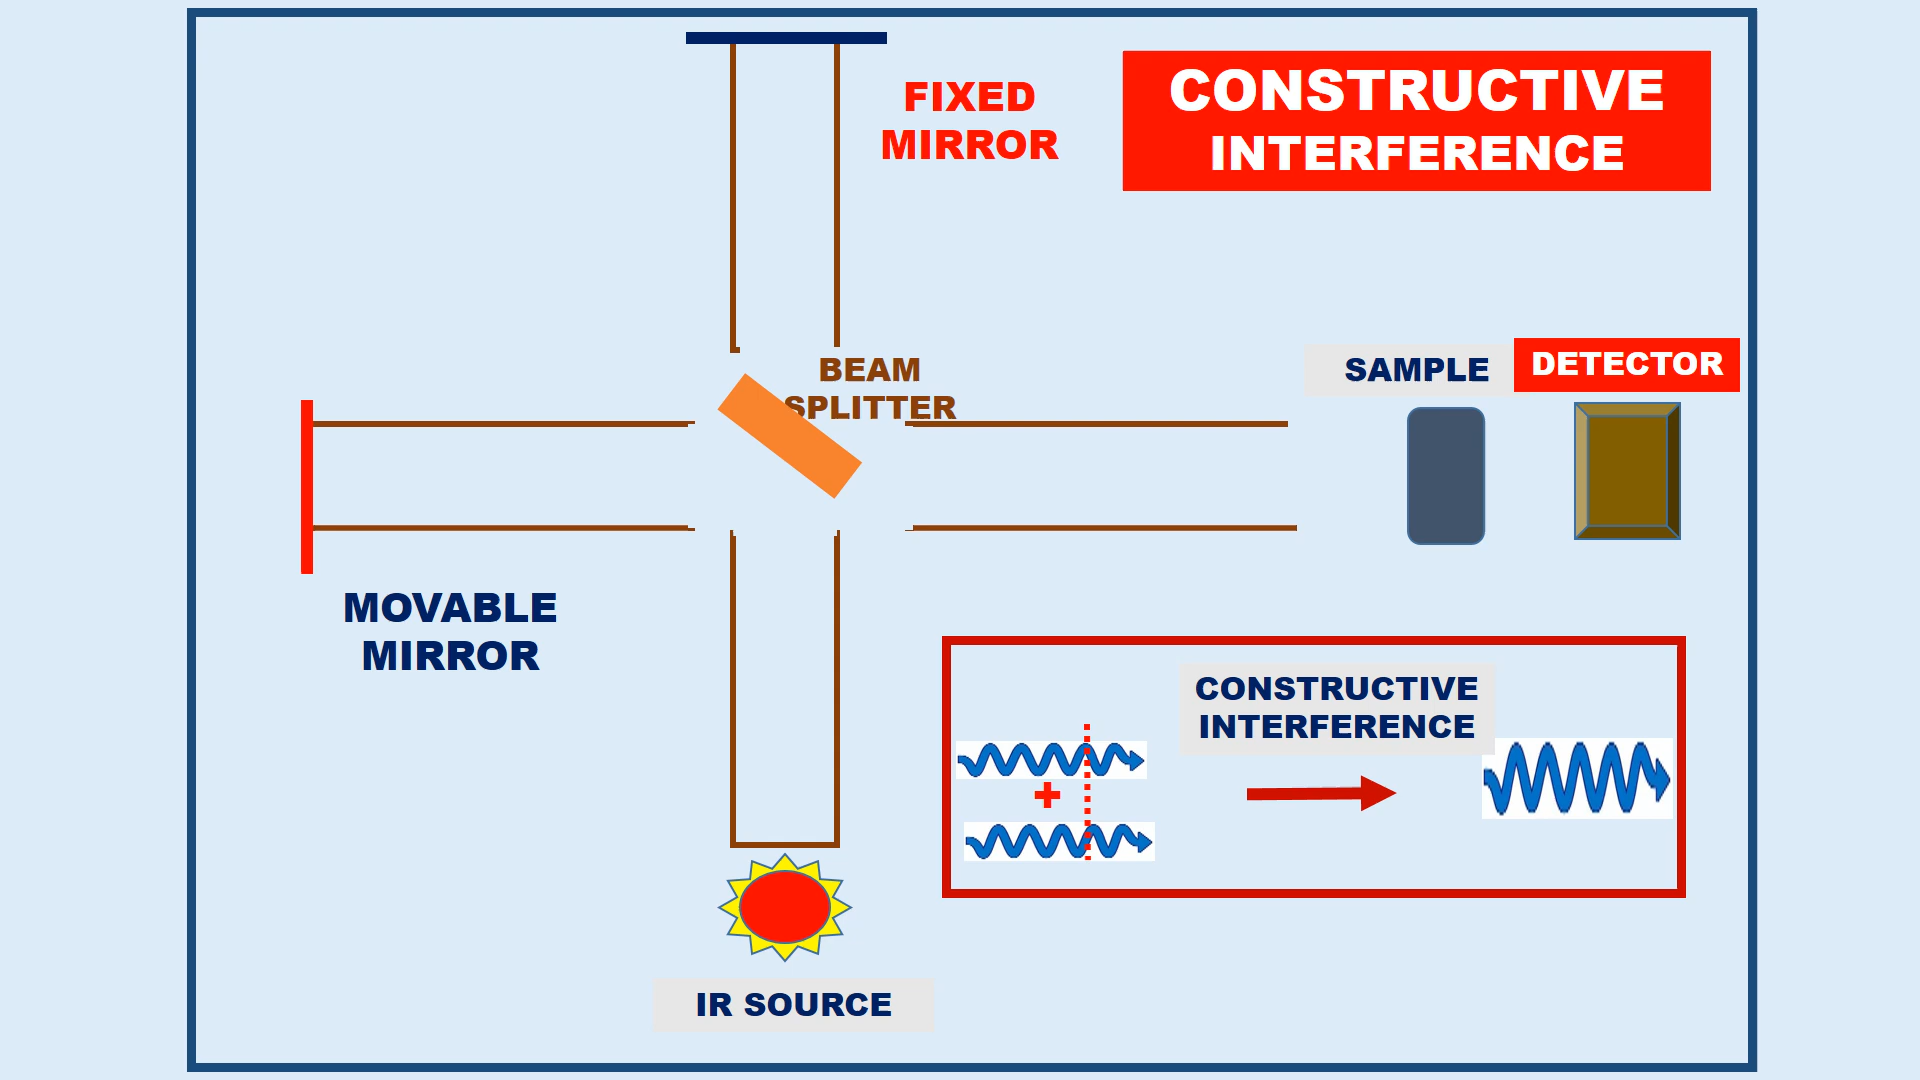 FIXED
MIRROR
CONSTRUCTIVE
INTERFERENCE
BEAM
SPLITTER
SAMPLE
DETECTOR
MOVABLE
MIRROR
CONSTRUCTIVE
INTERFERENCE
+
IR SOURCE